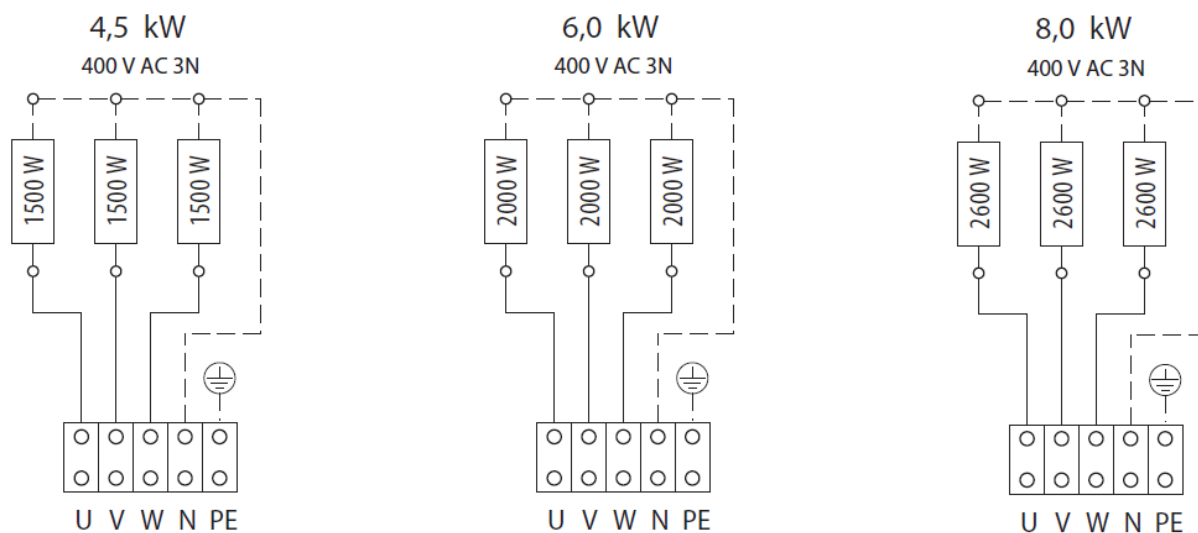 4,5 kW
400 V AC 3N
1500 W
1500 W
1500 W
U V W N PE
6,0 kW
400 V AC 3N
2000 W
2000 W
2000 W
U V W N PE
8,0 kW
400 V AC 3N
2600 W
2600 W
2600 W
U V W N PE